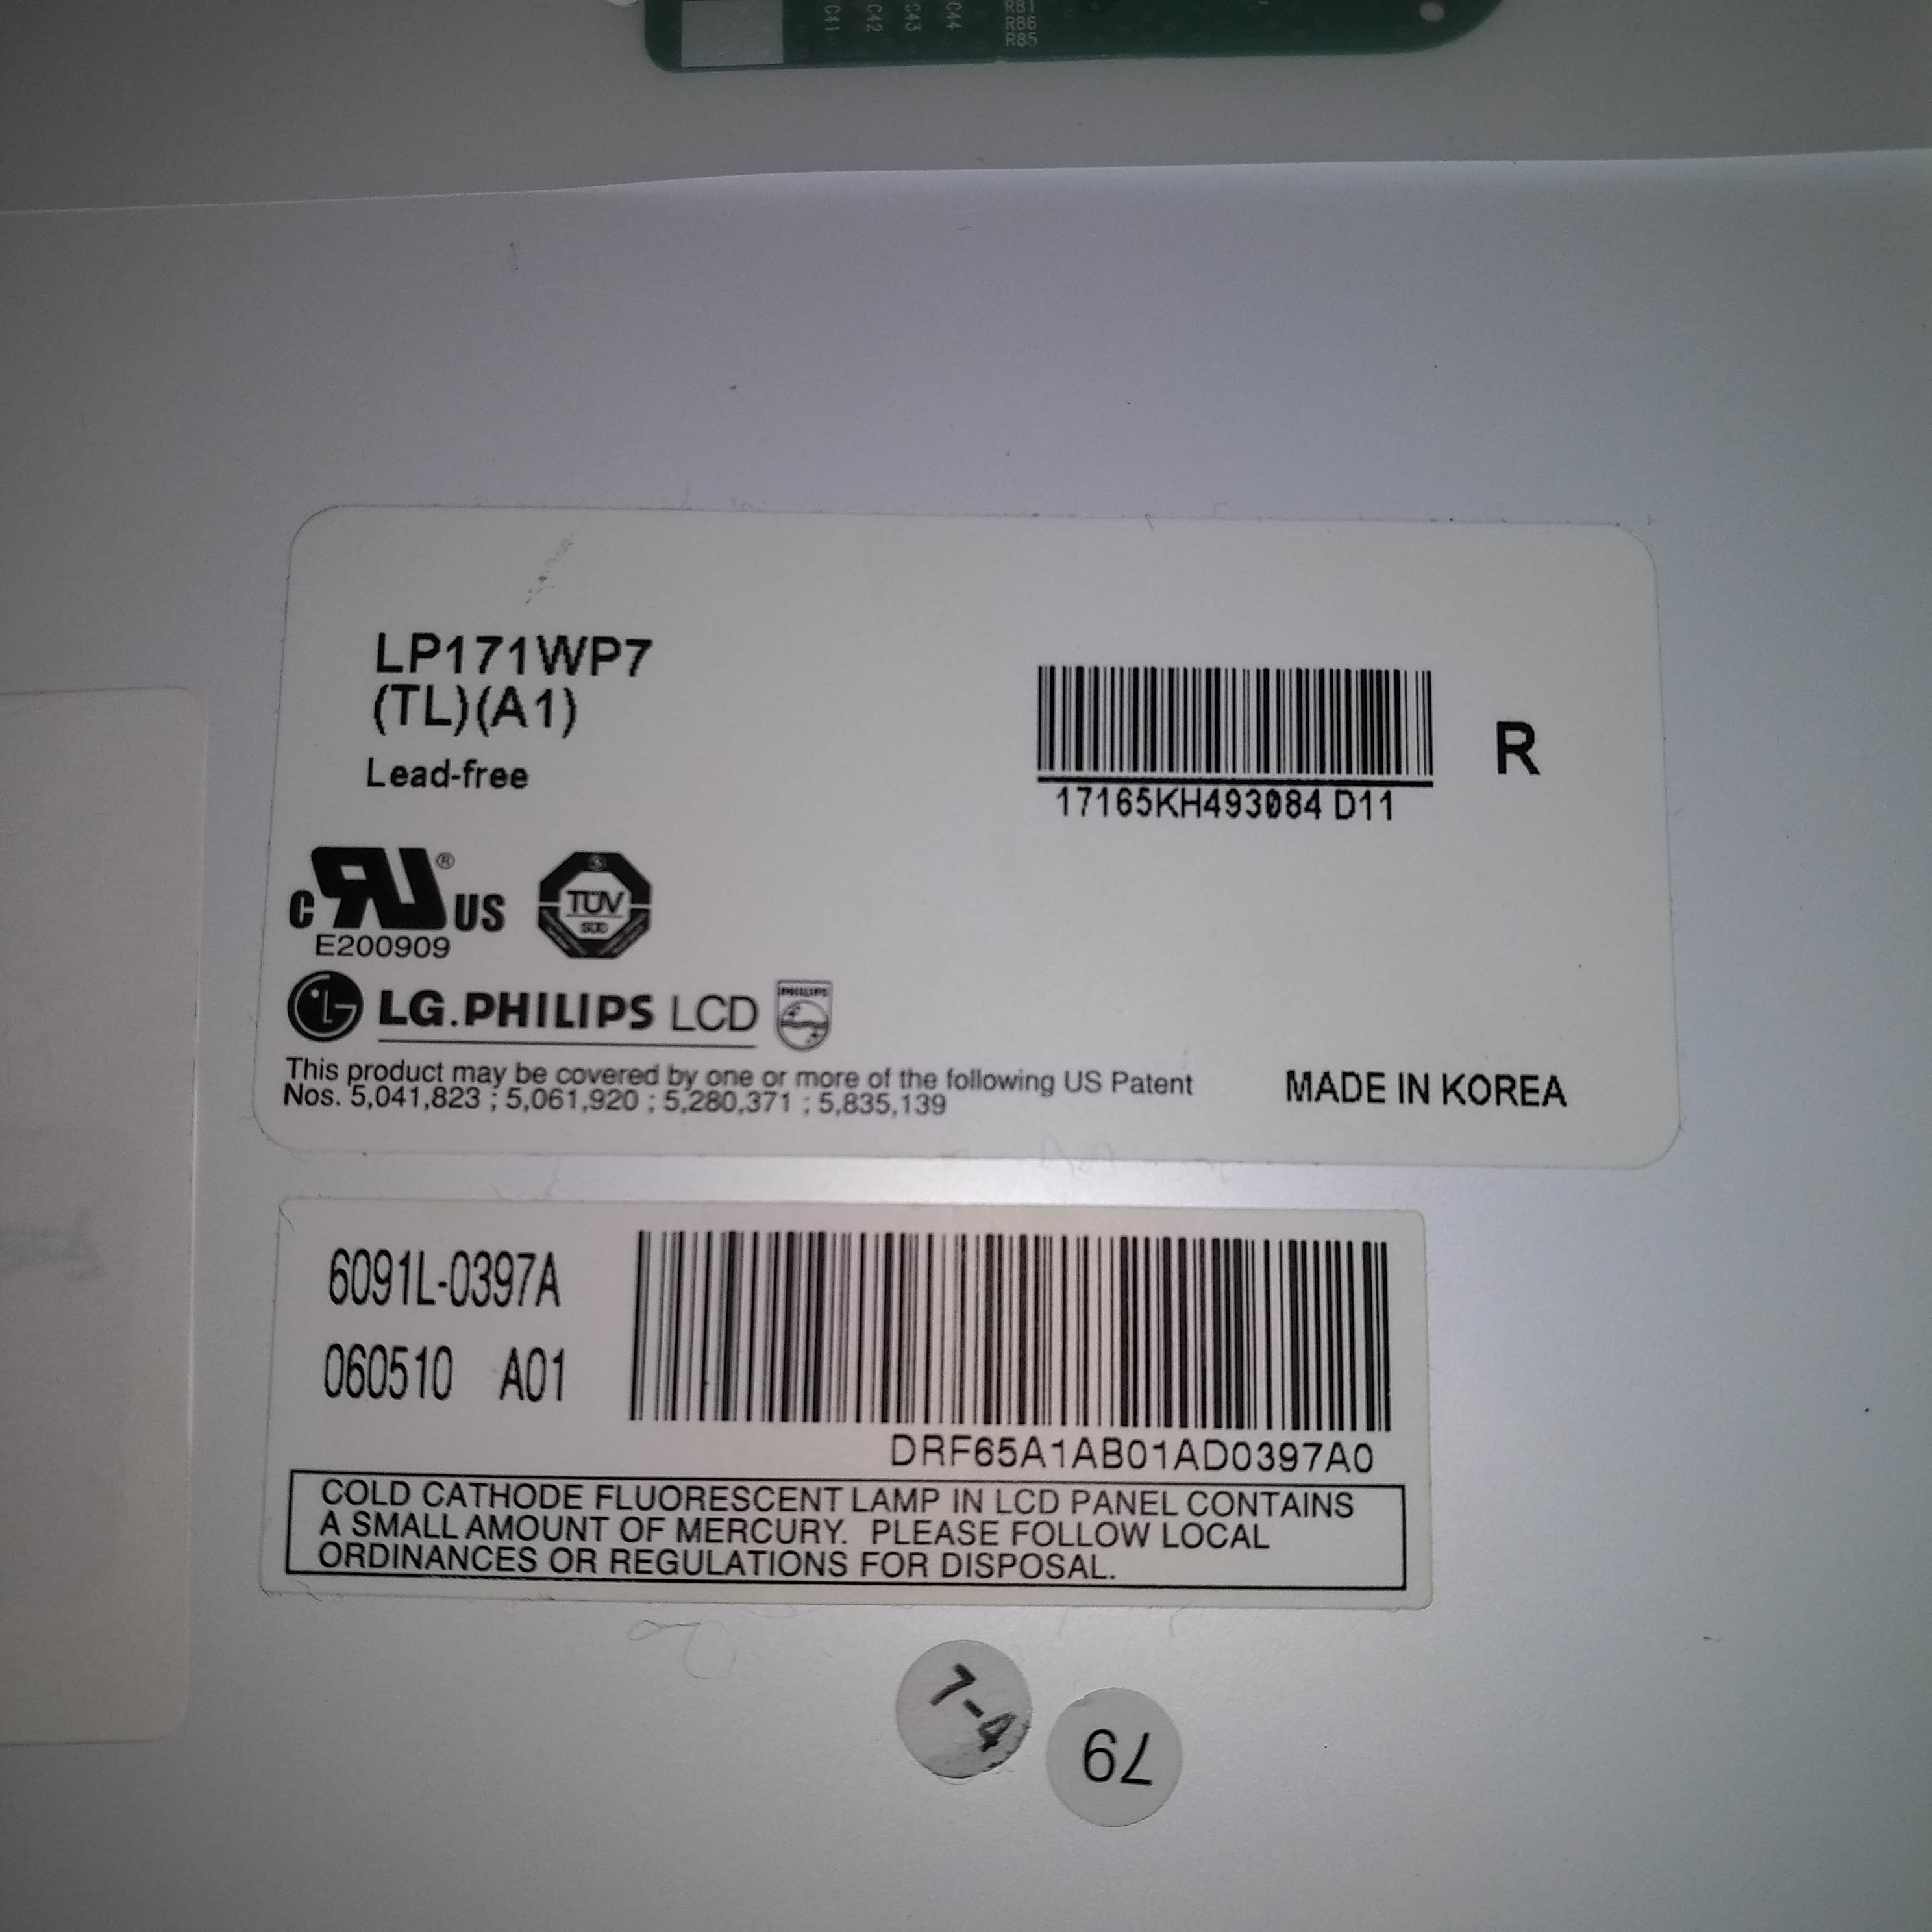 C41 C42 C43 C44
R81
R86
R85
LP171WP7
(TL)(A1)
Lead-free
17165KH493084 D11
R
c RU ® US
E200909
TÜV
SÜD
LG LG.PHILIPS LCD PHILIPS
This product may be covered by one or more of the following US Patent
Nos. 5,041,823 ; 5,061,920 ; 5,280,371 ; 5,835,139
MADE IN KOREA
6091L-0397A
060510 A01
DRF65A1AB01AD0397A0
COLD CATHODE FLUORESCENT LAMP IN LCD PANEL CONTAINS
A SMALL AMOUNT OF MERCURY. PLEASE FOLLOW LOCAL
ORDINANCES OR REGULATIONS FOR DISPOSAL.
7-4
79